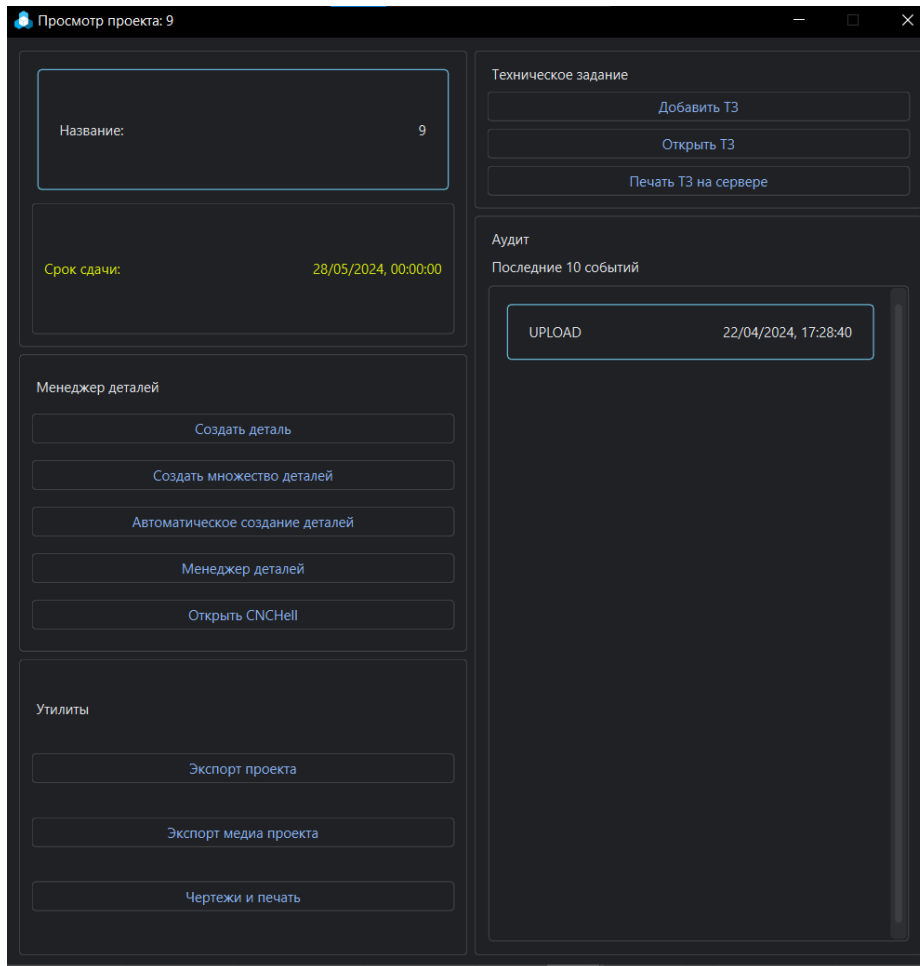 Просмотр проекта: 9
Название: 9
Срок сдачи: 28/05/2024, 00:00:00
Менеджер деталей
Создать деталь
Создать множество деталей
Автоматическое создание деталей
Менеджер деталей
Открыть CNCHell
Утилиты
Экспорт проекта
Экспорт медиа проекта
Чертежи и печать
Техническое задание
Добавить ТЗ
Открыть ТЗ
Печать ТЗ на сервере
Аудит
Последние 10 событий
UPLOAD 22/04/2024, 17:28:40